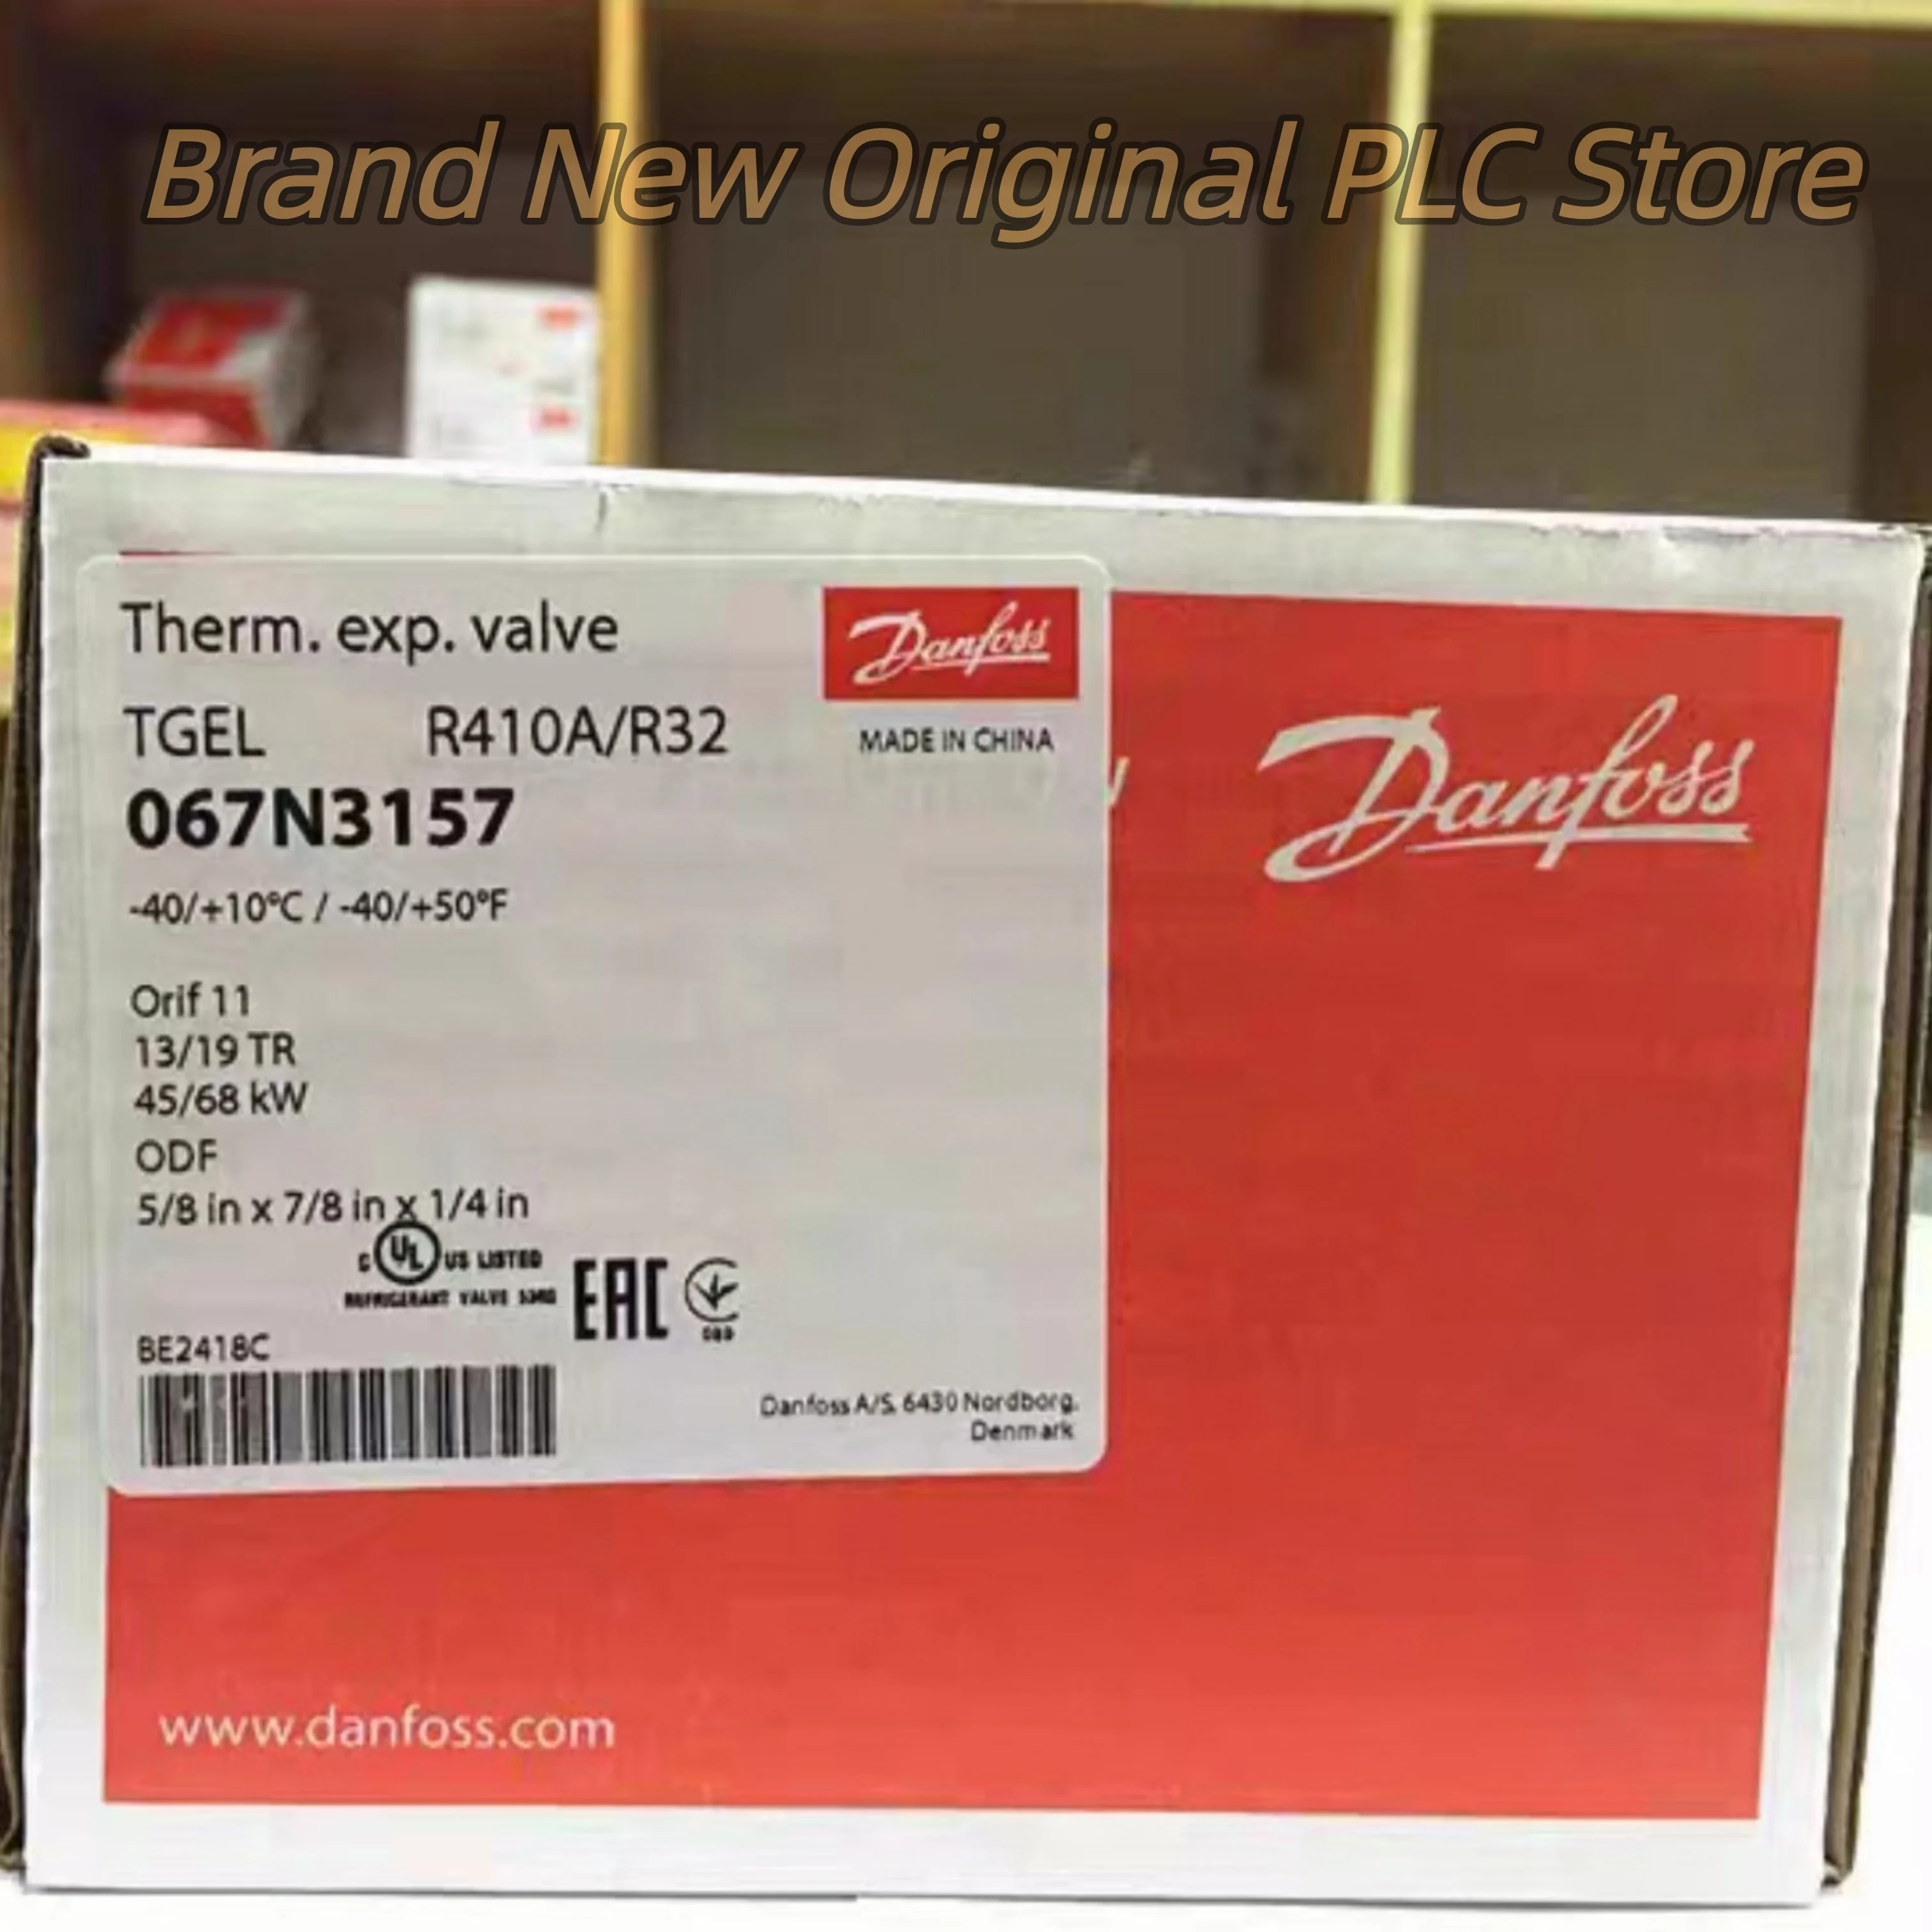 Brand New Original PLC Store
Therm. exp. valve
Danfoss
TGEL R410A/R32
MADE IN CHINA
067N3157
-40/+10°C / -40/+50°F
Orif 11
13/19 TR
45/68 kW
ODF
5/8 in x 7/8 in x 1/4 in
C UL US LISTED
REFRIGERANT VALVE
EAC
BE2418C
Danfoss A/S, 6430 Nordborg,
Denmark
Danfoss
www.danfoss.com